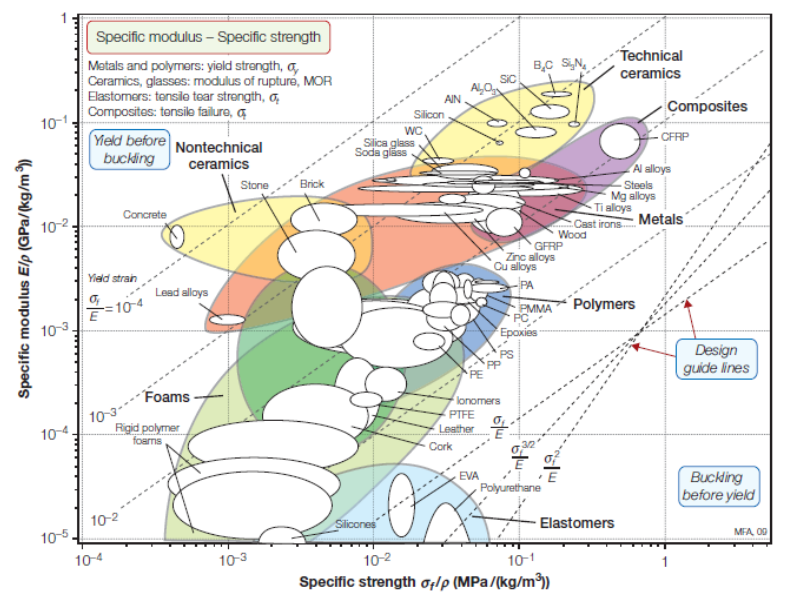 Specific modulus – Specific strength
Metals and polymers: yield strength, σy
Ceramics, glasses: modulus of rupture, MOR
Elastomers: tensile tear strength, σt
Composites: tensile failure, σt
Yield before
buckling
Nontechnical
ceramics
Technical
ceramics
Composites
Metals
Polymers
Elastomers
Foams
B4C
Si3N4
SiC
Al2O3
AlN
Silicon
WC
Silica glass
Soda glass
CFRP
Al alloys
Steels
Mg alloys
Ti alloys
Cast irons
Wood
GFRP
Zinc alloys
Cu alloys
Stone
Brick
Concrete
Lead alloys
Yield strain
σf
E
= 10-4
10-3
10-2
PA
PMMA
PC
Epoxies
PS
PP
PE
Ionomers
PTFE
Leather
Cork
Rigid polymer
foams
EVA
Polyurethane
Silicones
σf
E
σf3/2
E
σf2
E
Design
guide lines
Buckling
before yield
MFA, 09
Specific modulus E/ρ (GPa/(kg/m3))
1
10-1
10-2
10-3
10-4
10-5
10-4
10-3
10-2
10-1
1
Specific strength σf/ρ (MPa/(kg/m3))